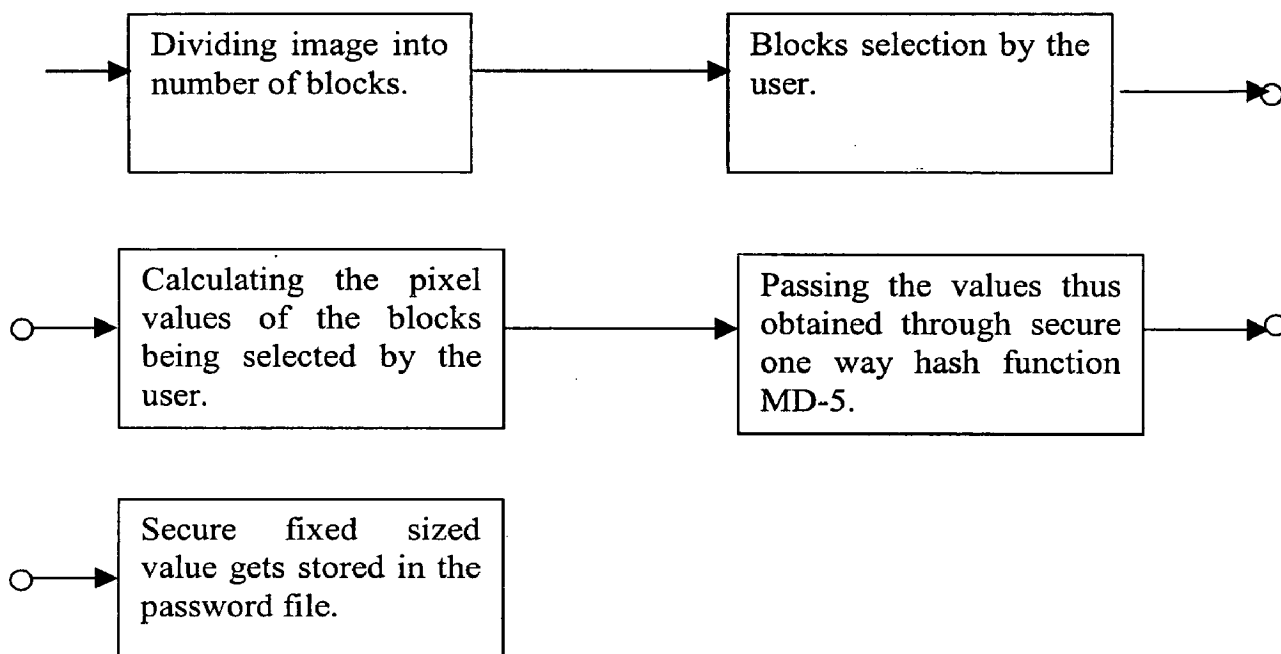 Dividing image into
number of blocks.
Blocks selection by the
user.
Calculating the pixel
values of the blocks
being selected by the
user.
Passing the values thus
obtained through secure
one way hash function
MD-5.
Secure fixed sized
value gets stored in the
password file.